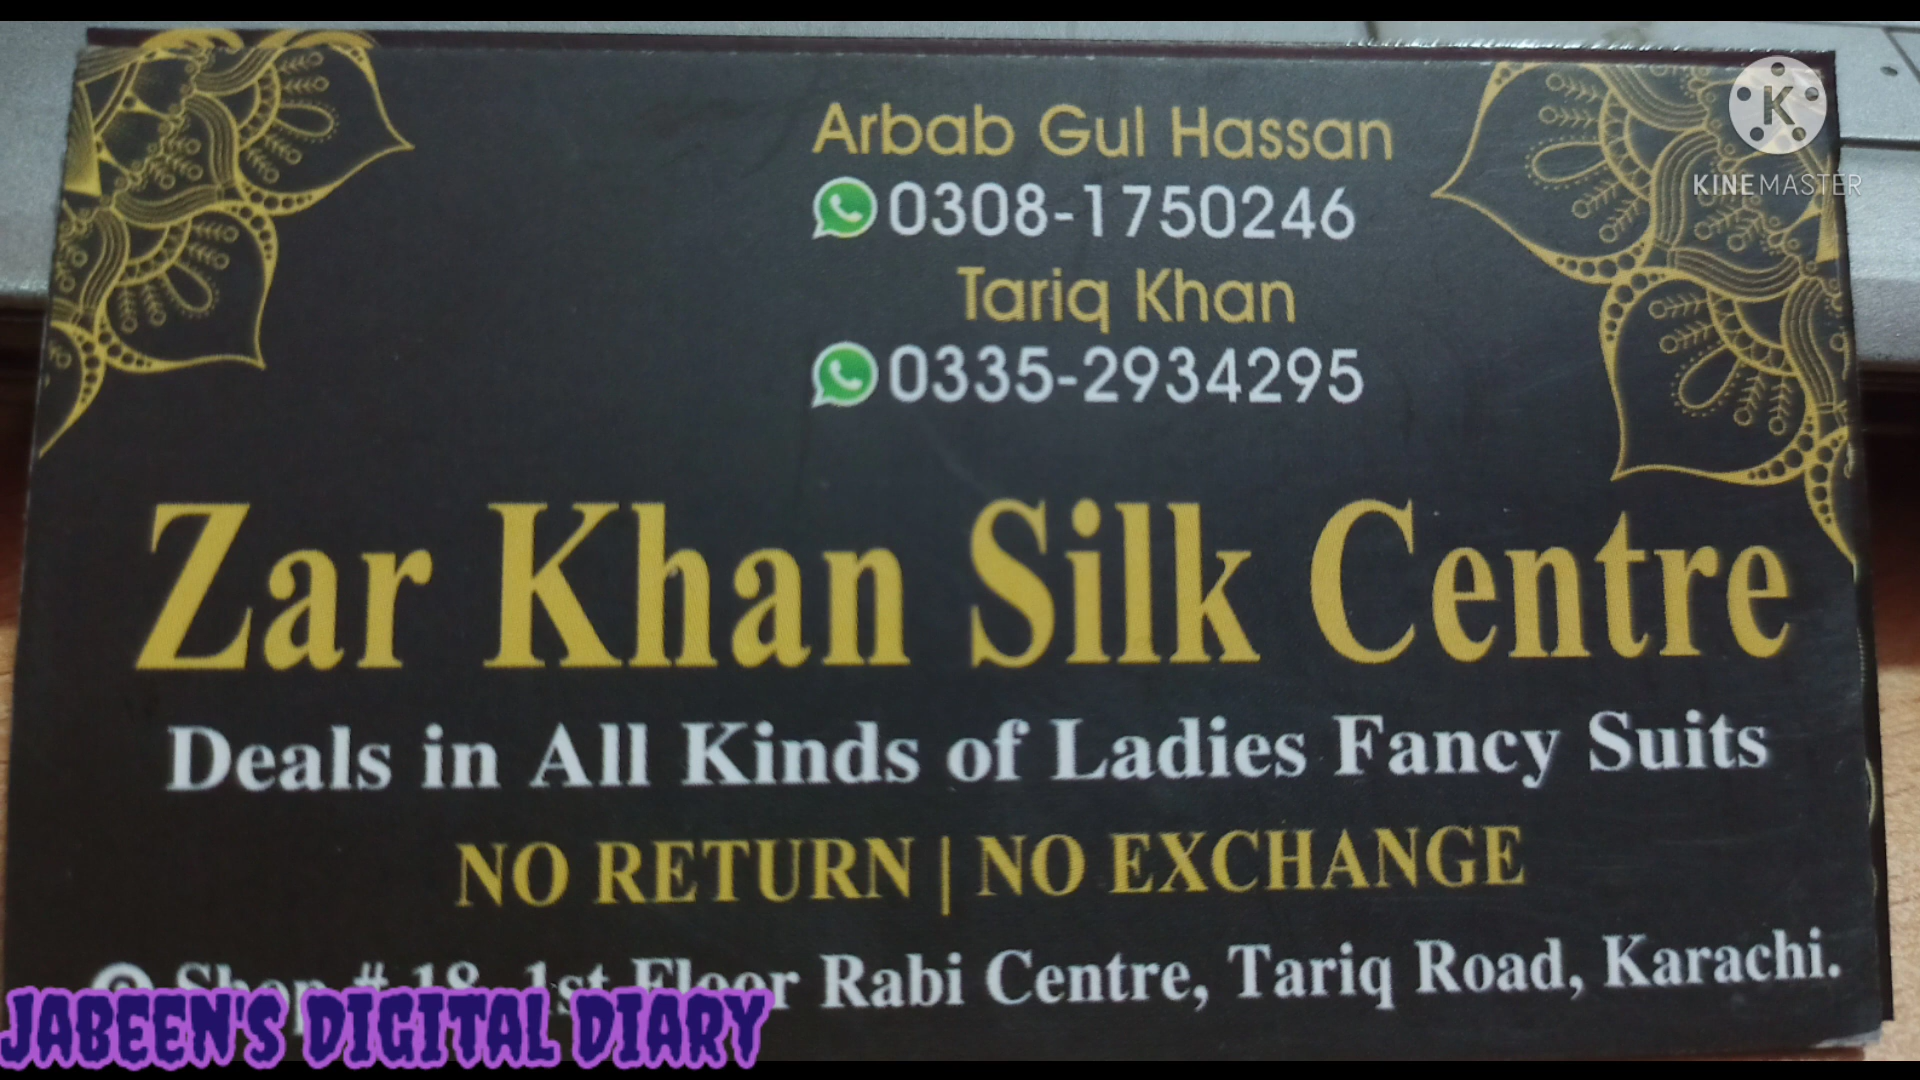 Arbab Gul Hassan
0308-1750246
Tariq Khan
0335-2934295
Zar Khan Silk Centre
Deals in All Kinds of Ladies Fancy Suits
NO RETURN | NO EXCHANGE
Shop # 18, 1st Floor Rabi Centre, Tariq Road, Karachi.
JABEEN'S DIGITAL DIARY
K
KINEMASTER